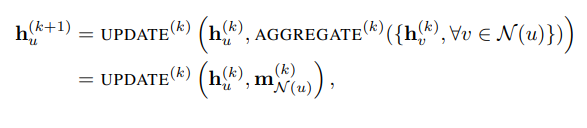 h_u^{(k+1)} = UPDATE^{(k)} ( h_u^{(k)}, AGGREGATE^{(k)}({h_v^{(k)}, ∀v ∈ N(u)}) )
= UPDATE^{(k)} ( h_u^{(k)}, m_{N(u)}^{(k)} ) ,